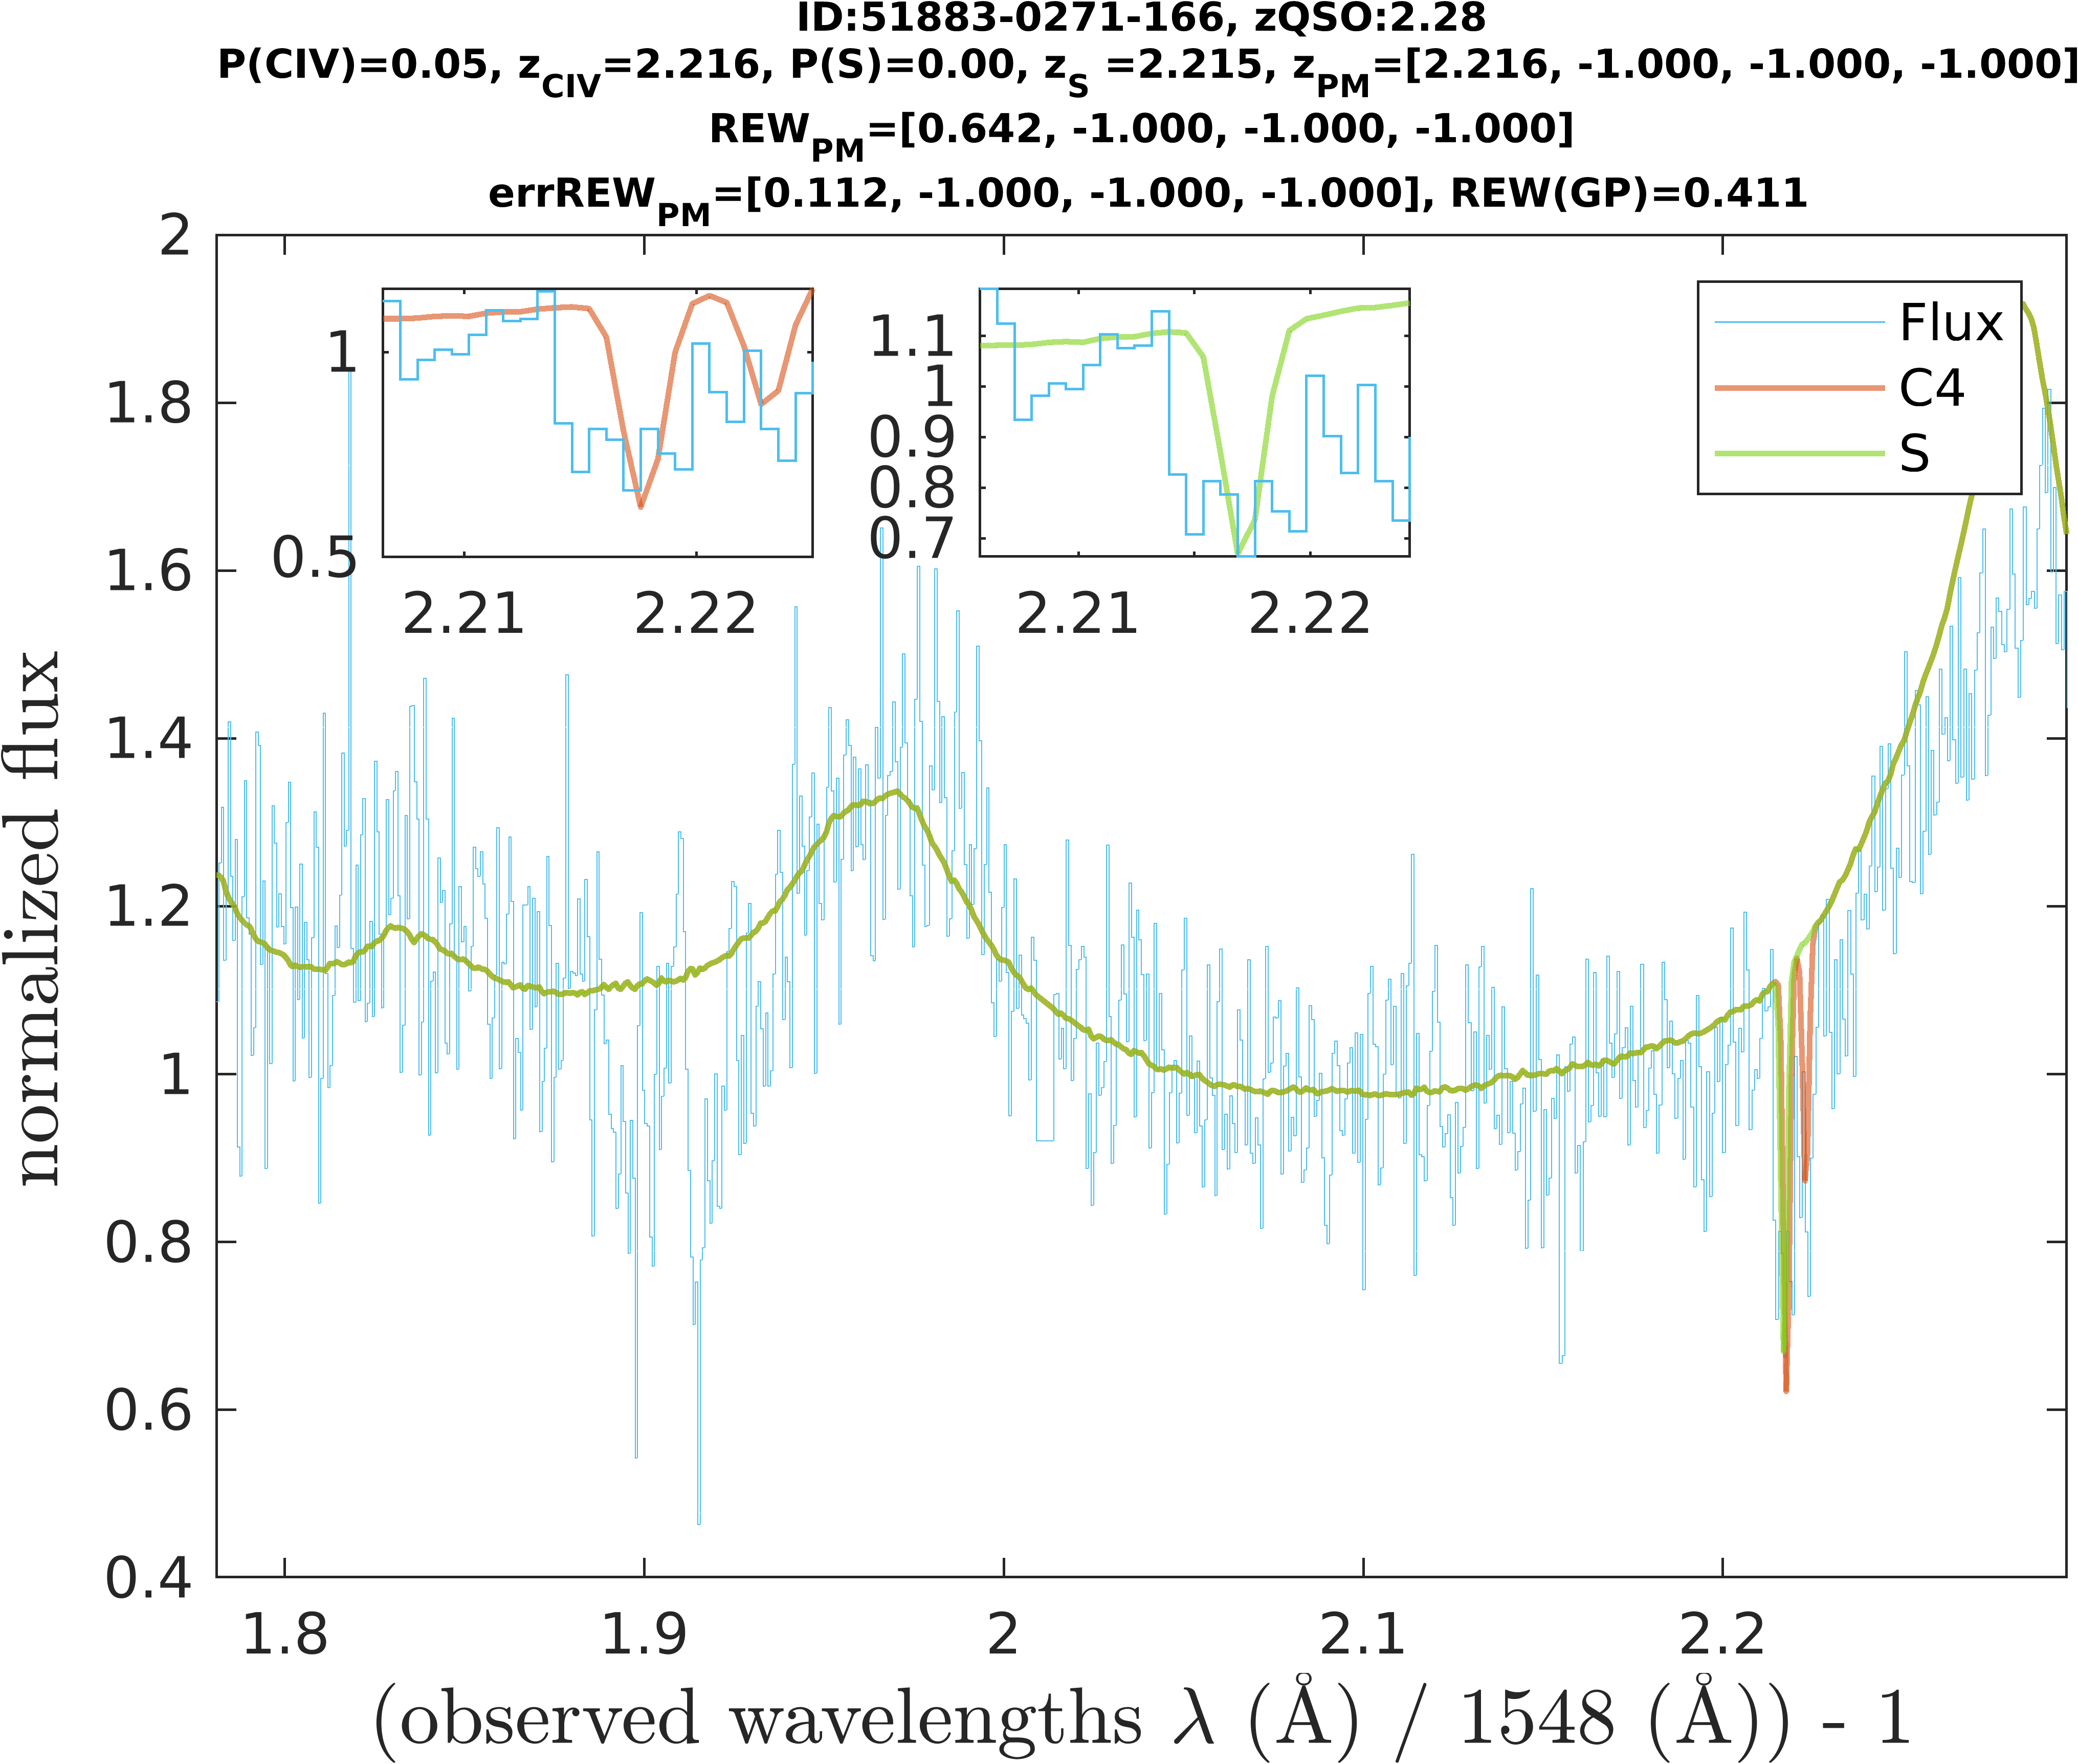 ID:51883-0271-166, zQSO:2.28
P(CIV)=0.05, zCIV=2.216, P(S)=0.00, zS =2.215, zPM=[2.216, -1.000, -1.000, -1.000]
REWPM=[0.642, -1.000, -1.000, -1.000]
errREWPM=[0.112, -1.000, -1.000, -1.000], REW(GP)=0.411
2
1.8
1.6
1.4
1.2
1
0.8
0.6
0.4
normalized flux
1
0.5
2.21 2.22
1.1
1
0.9
0.8
0.7
2.21 2.22
Flux
C4
S
1.8 1.9 2 2.1 2.2
(observed wavelengths λ (Å) / 1548 (Å)) - 1